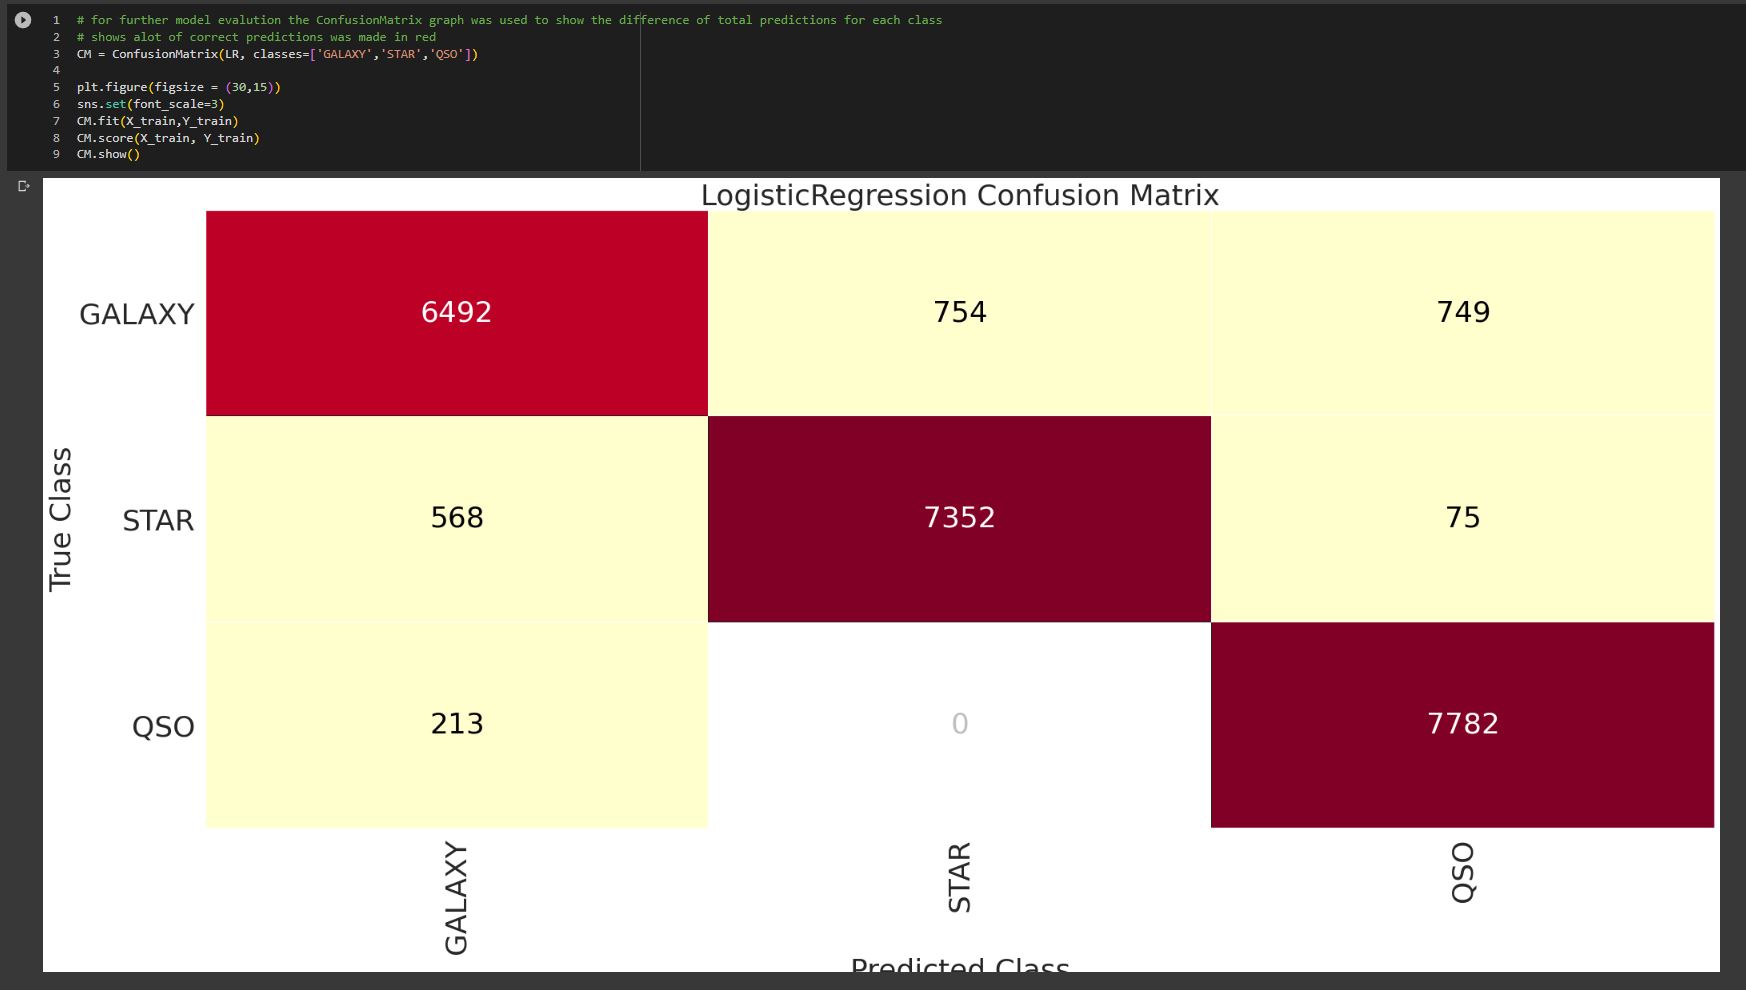 1 # for further model evalution the ConfusionMatrix graph was used to show the difference of total predictions for each class
2 # shows alot of correct predictions was made in red
3 CM = ConfusionMatrix(LR, classes=['GALAXY','STAR','QSO'])
4
5 plt.figure(figsize = (30,15))
6 sns.set(font_scale=3)
7 CM.fit(X_train,Y_train)
8 CM.score(X_train, Y_train)
9 CM.show()
LogisticRegression Confusion Matrix
True Class
GALAXY 6492 754 749
STAR 568 7352 75
QSO 213 0 7782
GALAXY STAR QSO
Predicted Class